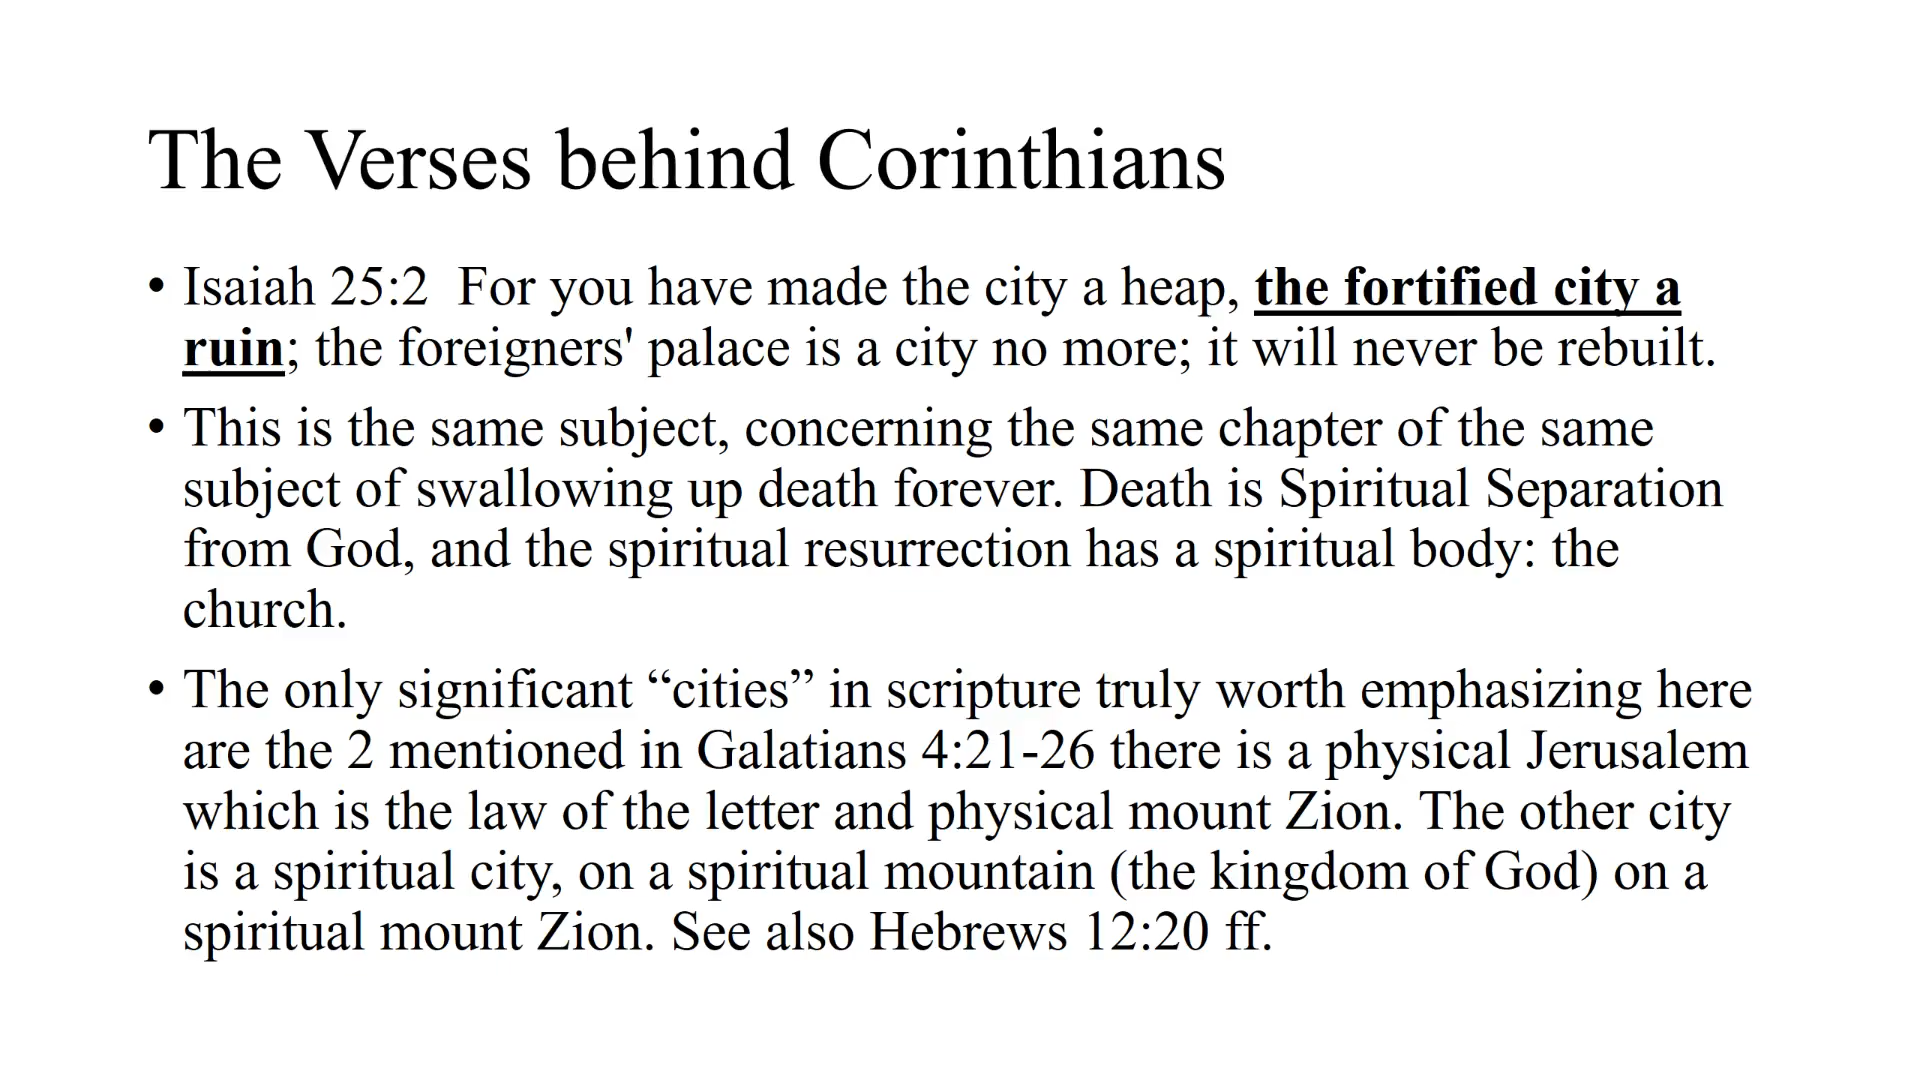 The Verses behind Corinthians
• Isaiah 25:2  For you have made the city a heap, the fortified city a
ruin; the foreigners' palace is a city no more; it will never be rebuilt.
• This is the same subject, concerning the same chapter of the same
subject of swallowing up death forever. Death is Spiritual Separation
from God, and the spiritual resurrection has a spiritual body: the
church.
• The only significant “cities” in scripture truly worth emphasizing here
are the 2 mentioned in Galatians 4:21-26 there is a physical Jerusalem
which is the law of the letter and physical mount Zion. The other city
is a spiritual city, on a spiritual mountain (the kingdom of God) on a
spiritual mount Zion. See also Hebrews 12:20 ff.